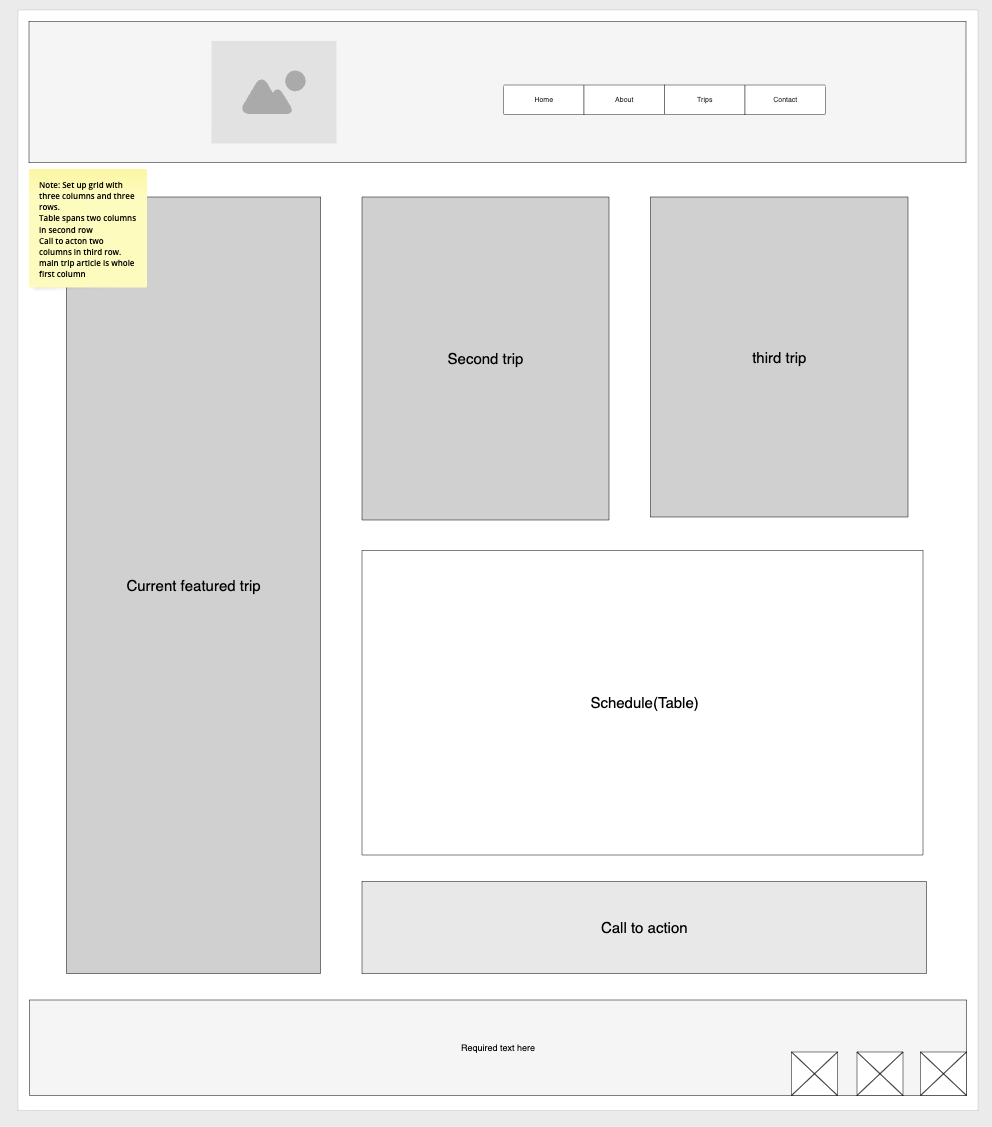 Home
About
Trips
Contact
Note: Set up grid with
three columns and three
rows.
Table spans two columns
in second row
Call to acton two
columns in third row.
main trip article is whole
first column
Second trip
third trip
Current featured trip
Schedule(Table)
Call to action
Required text here